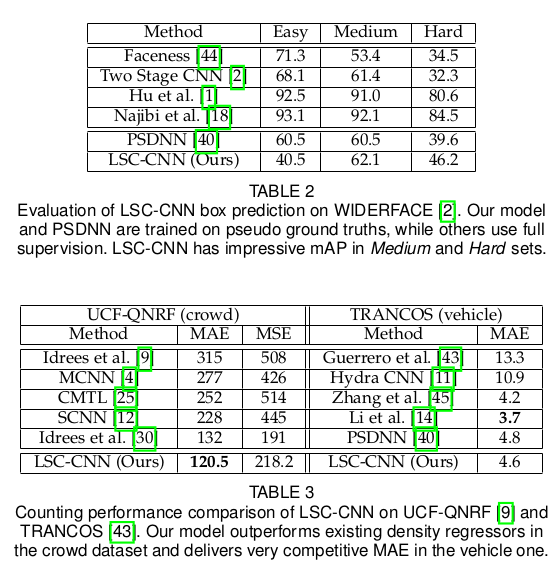 Method Easy Medium Hard
Faceness [44] 71.3 53.4 34.5
Two Stage CNN [2] 68.1 61.4 32.3
Hu et al. [1] 92.5 91.0 80.6
Najibi et al. [18] 93.1 92.1 84.5
PSDNN [40] 60.5 60.5 39.6
LSC-CNN (Ours) 40.5 62.1 46.2
TABLE 2
Evaluation of LSC-CNN box prediction on WIDERFACE [2]. Our model
and PSDNN are trained on pseudo ground truths, while others use full
supervision. LSC-CNN has impressive mAP in Medium and Hard sets.
UCF-QNRF (crowd) TRANCOS (vehicle)
Method MAE MSE Method MAE
Idrees et al. [9] 315 508 Guerrero et al. [43] 13.3
MCNN [4] 277 426 Hydra CNN [11] 10.9
CMTL [25] 252 514 Zhang et al. [45] 4.2
SCNN [12] 228 445 Li et al. [14] 3.7
Idrees et al. [30] 132 191 PSDNN [40] 4.8
LSC-CNN (Ours) 120.5 218.2 LSC-CNN (Ours) 4.6
TABLE 3
Counting performance comparison of LSC-CNN on UCF-QNRF [9] and
TRANCOS [43]. Our model outperforms existing density regressors in
the crowd dataset and delivers very competitive MAE in the vehicle one.